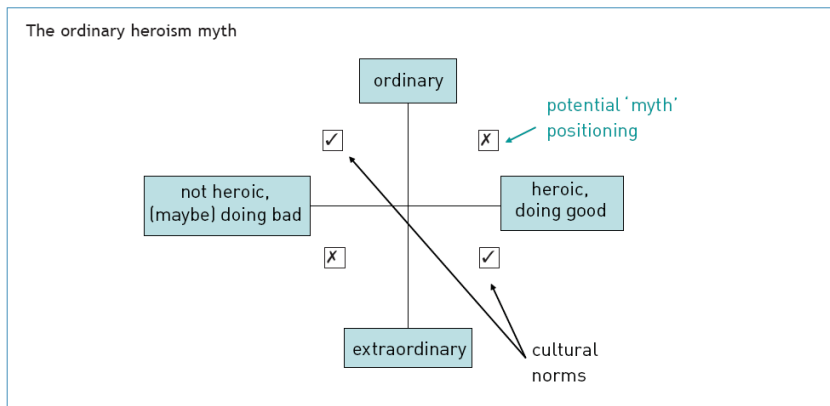 The ordinary heroism myth
ordinary
potential ‘myth’
positioning
✓
✗
not heroic,
(maybe) doing bad
heroic,
doing good
✗
✓
extraordinary
cultural
norms